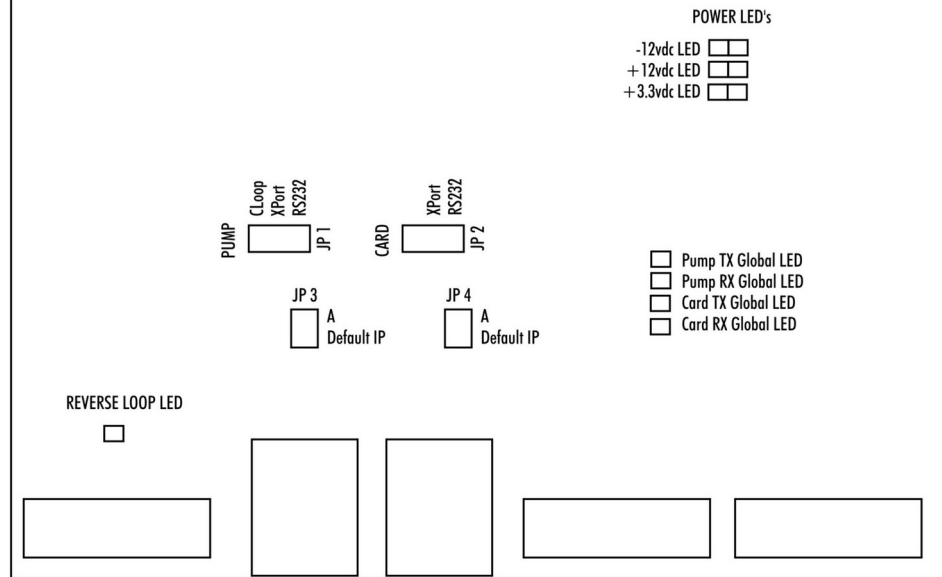 POWER LED's
-12vdc LED
+12vdc LED
+3.3vdc LED
PUMP
CLoop
XPort
RS232
JP 1
CARD
XPort
RS232
JP 2
Pump TX Global LED
Pump RX Global LED
Card TX Global LED
Card RX Global LED
JP 3
A
Default IP
JP 4
A
Default IP
REVERSE LOOP LED